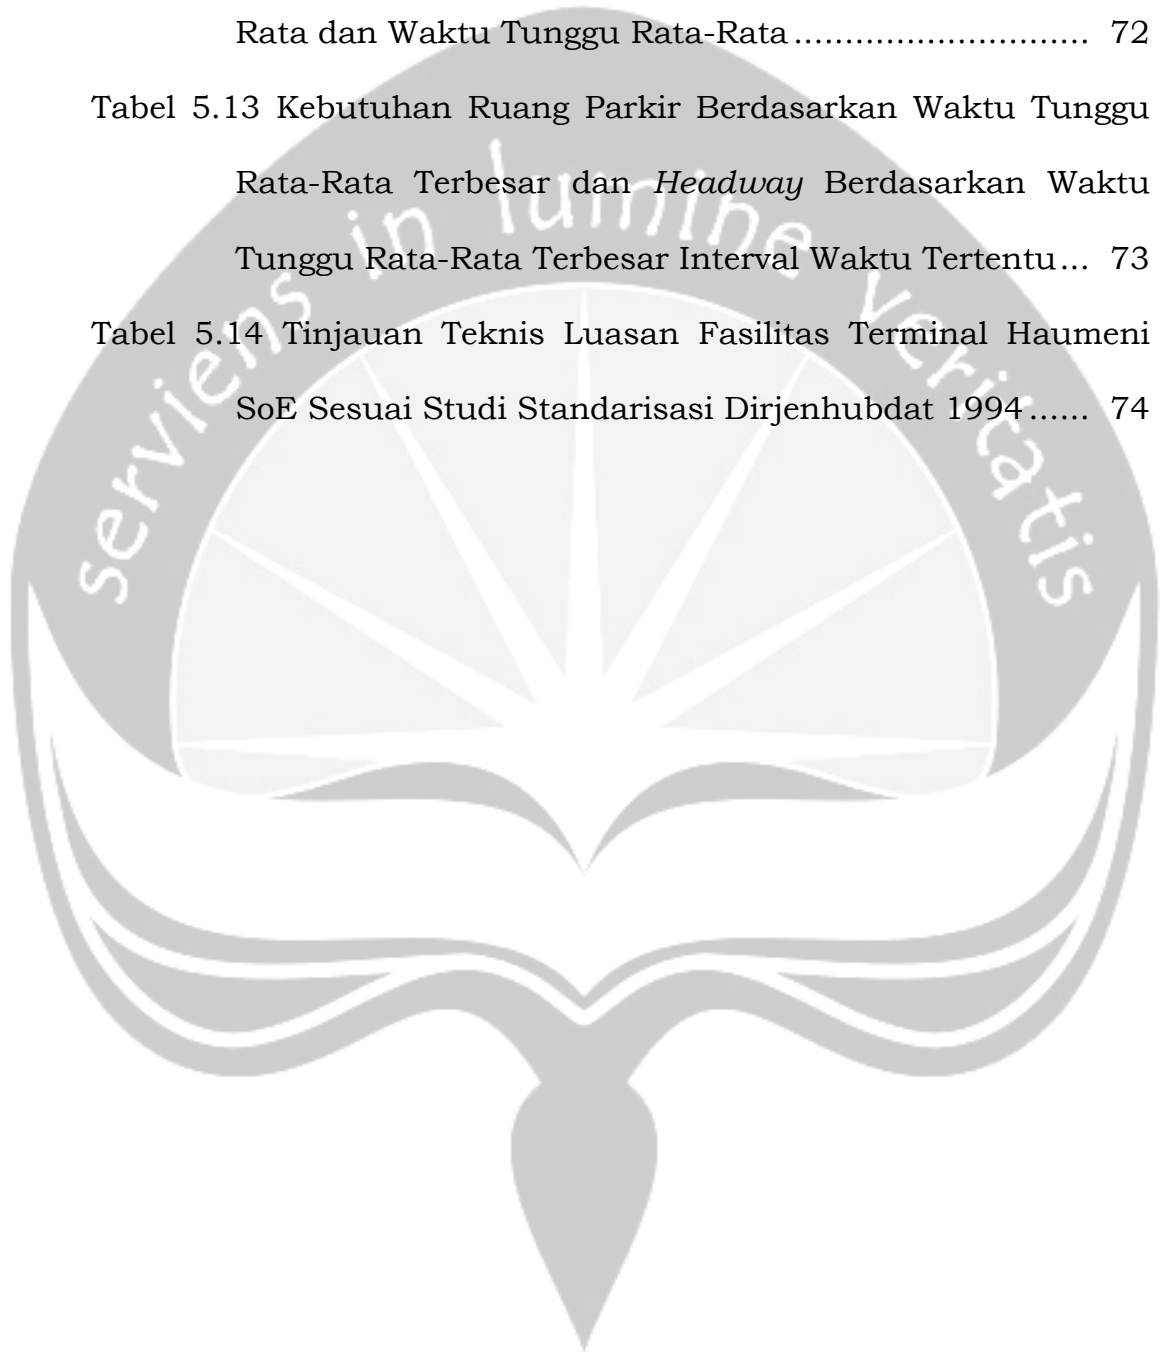 Rata dan Waktu Tunggu Rata-Rata ............................. 72
Tabel 5.13 Kebutuhan Ruang Parkir Berdasarkan Waktu Tunggu
Rata-Rata Terbesar dan Headway Berdasarkan Waktu
Tunggu Rata-Rata Terbesar Interval Waktu Tertentu ... 73
Tabel 5.14 Tinjauan Teknis Luasan Fasilitas Terminal Haumeni
SoE Sesuai Studi Standarisasi Dirjenhubdat 1994 ...... 74
serviens in lumine veritatis